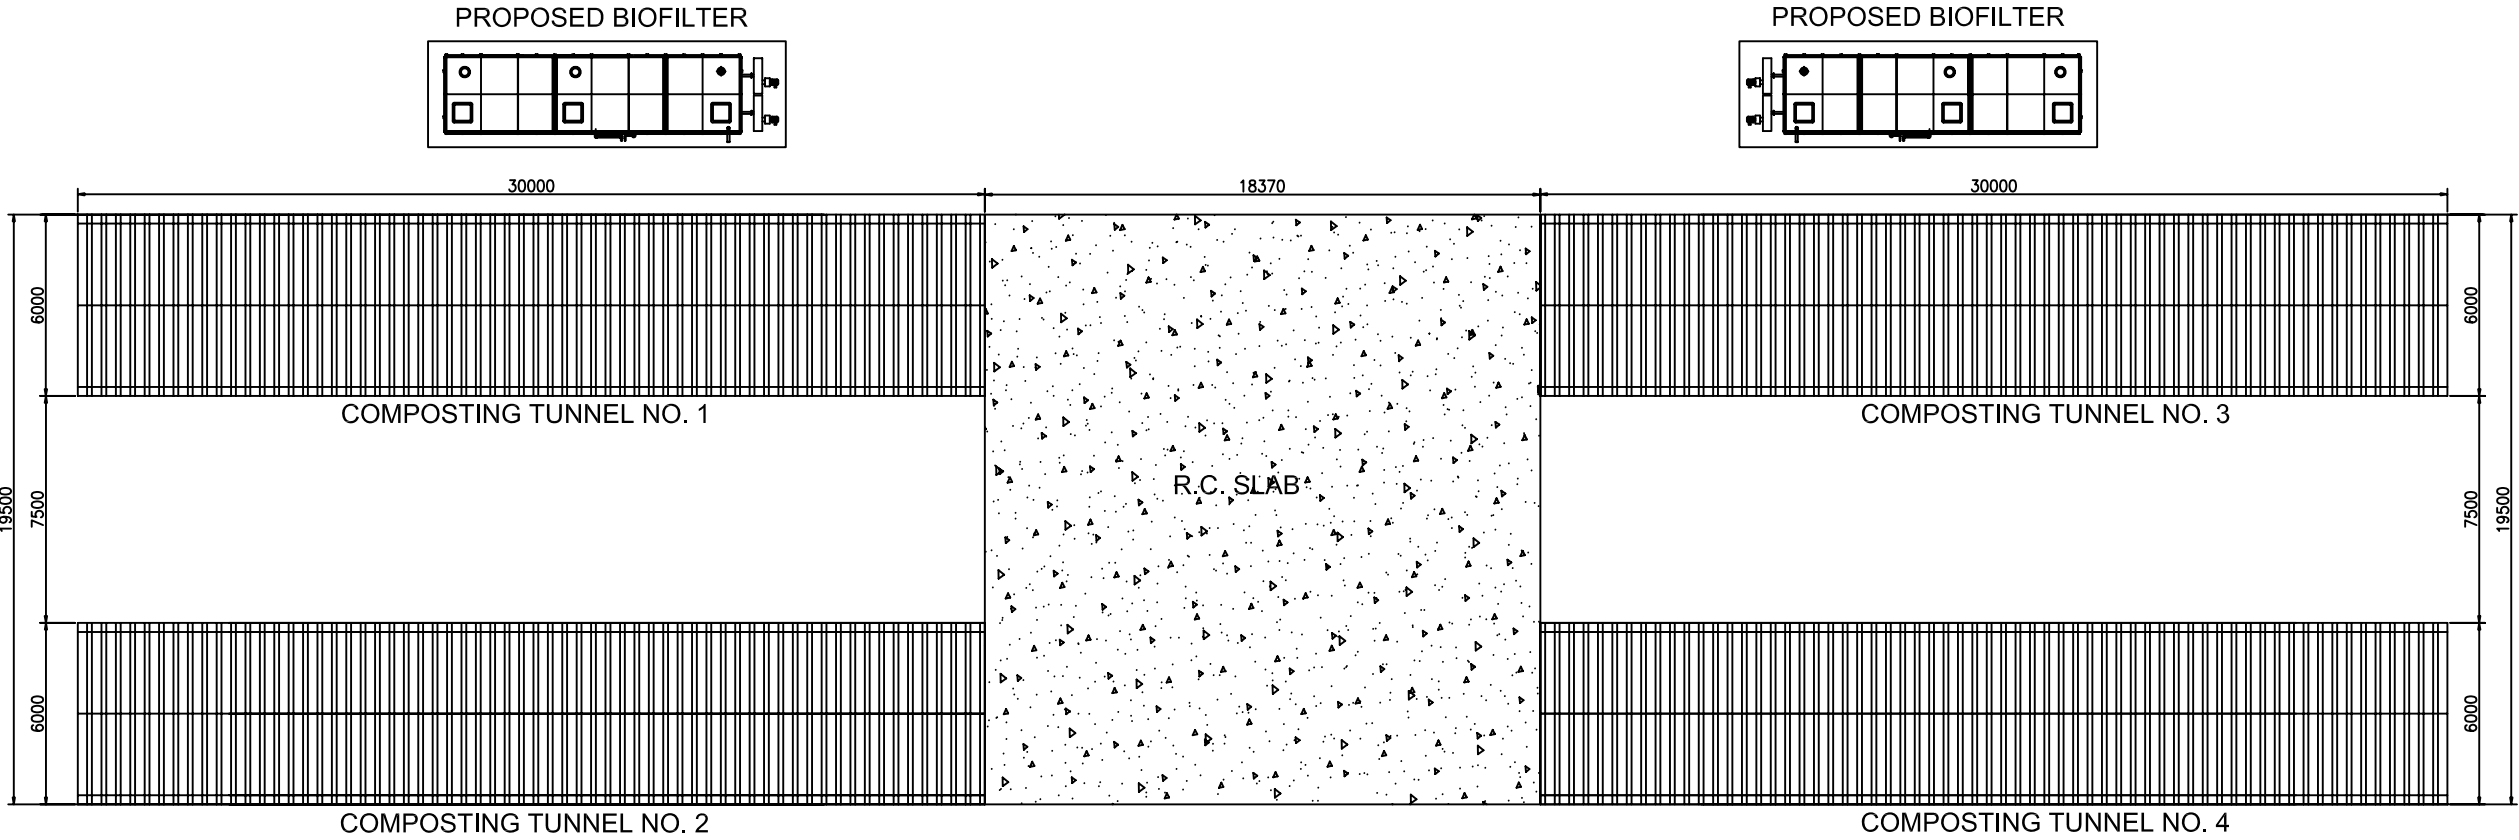 PROPOSED BIOFILTER
PROPOSED BIOFILTER
30000
18370
30000
6000
6000
COMPOSTING TUNNEL NO. 1
COMPOSTING TUNNEL NO. 3
R.C. SLAB
19500
7500
7500
19500
6000
6000
COMPOSTING TUNNEL NO. 2
COMPOSTING TUNNEL NO. 4